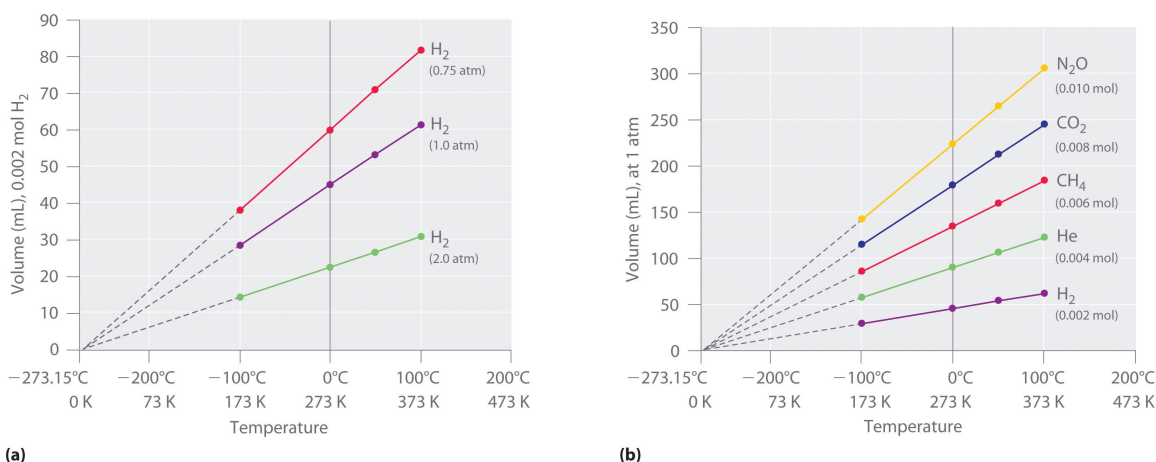 90
80
70
60
50
40
30
20
10
0
Volume (mL), 0.002 mol H₂
H₂
(0.75 atm)
H₂
(1.0 atm)
H₂
(2.0 atm)
−273.15°C −200°C −100°C 0°C 100°C 200°C
0 K 73 K 173 K 273 K 373 K 473 K
Temperature
(a)
350
300
250
200
150
100
50
0
Volume (mL), at 1 atm
N₂O
(0.010 mol)
CO₂
(0.008 mol)
CH₄
(0.006 mol)
He
(0.004 mol)
H₂
(0.002 mol)
−273.15°C −200°C −100°C 0°C 100°C 200°C
0 K 73 K 173 K 273 K 373 K 473 K
Temperature
(b)